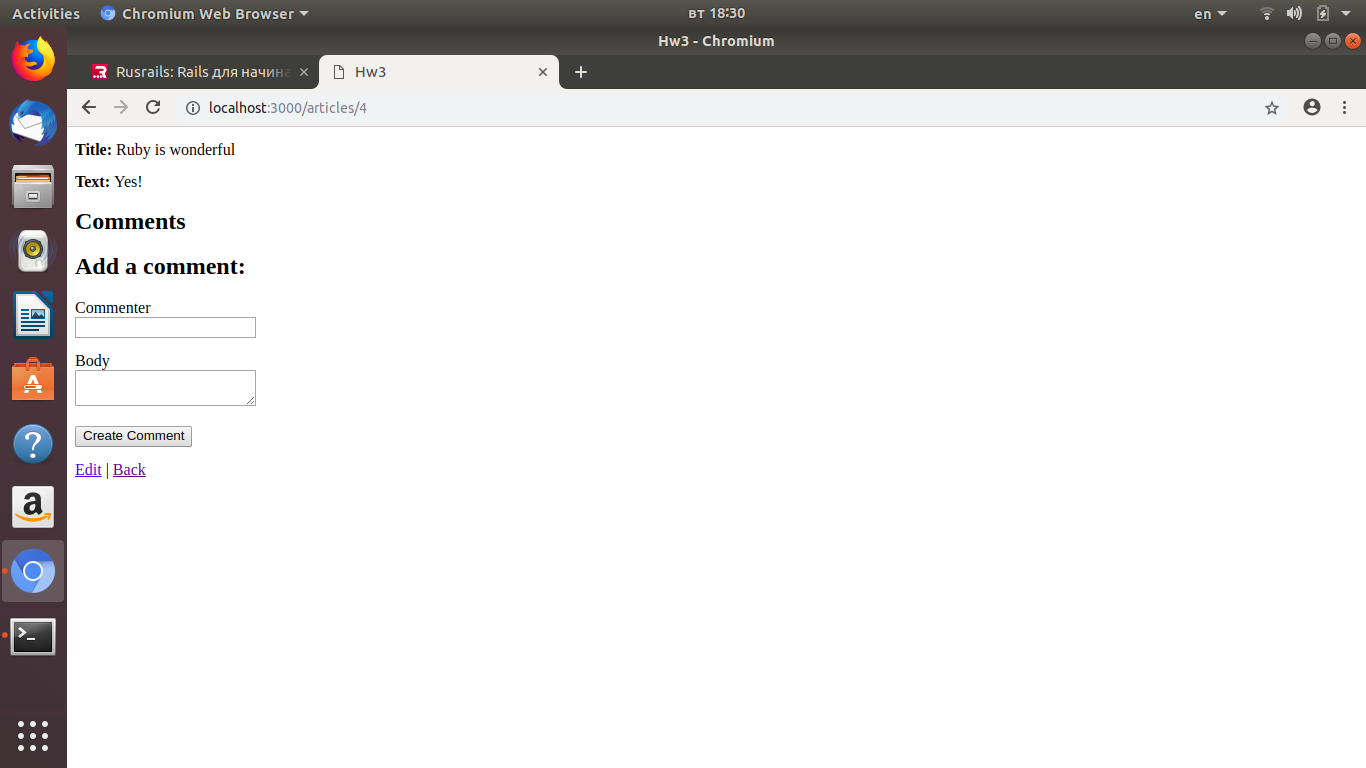 Activities Chromium Web Browser вт 18:30 en
Hw3 - Chromium
Rusrails: Rails для начина Hw3
localhost:3000/articles/4
Title: Ruby is wonderful
Text: Yes!
Comments
Add a comment:
Commenter
Body
Create Comment
Edit | Back